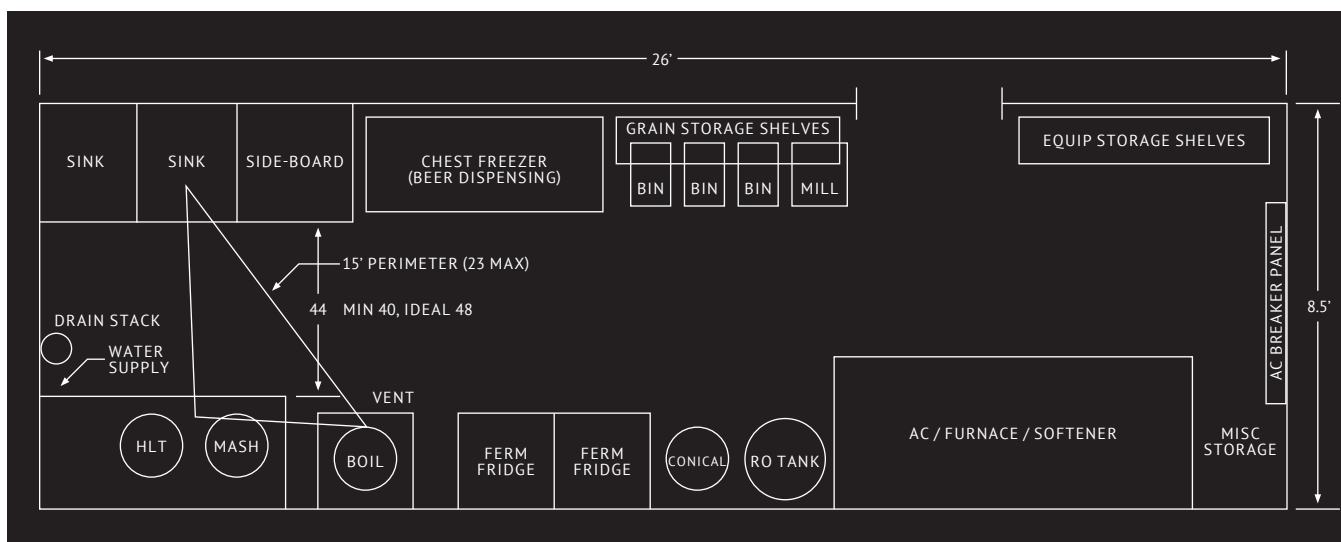 26’
SINK
SINK
SIDE-BOARD
CHEST FREEZER
(BEER DISPENSING)
GRAIN STORAGE SHELVES
BIN
BIN
BIN
MILL
EQUIP STORAGE SHELVES
15’ PERIMETER (23 MAX)
44 MIN 40, IDEAL 48
DRAIN STACK
WATER
SUPPLY
AC BREAKER PANEL
8.5’
VENT
HLT
MASH
BOIL
FERM
FRIDGE
FERM
FRIDGE
CONICAL
RO TANK
AC / FURNACE / SOFTENER
MISC
STORAGE